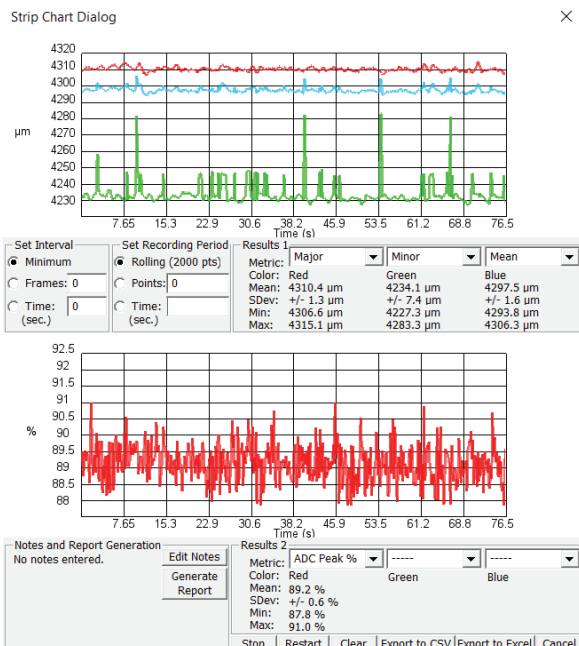 Strip Chart Dialog
4320
4310
4300
4290
µm
4280
4270
4260
4250
4240
4230
7.65 15.3 22.9 30.6 38.2 45.9 53.5 61.2 68.8 76.5
Time (s)
Set Interval
Minimum
Frames: 0
Time: 0
(sec.)
Set Recording Period
Rolling (2000 pts)
Points: 0
Time:
(sec.)
Results 1
Metric: Major Minor Mean
Color: Red Green Blue
Mean: 4310.4 µm 4234.1 µm 4297.5 µm
SDev: +/- 1.3 µm +/- 7.4 µm +/- 1.6 µm
Min: 4306.6 µm 4227.3 µm 4293.8 µm
Max: 4315.1 µm 4283.3 µm 4306.3 µm
92.5
92
91.5
91
90.5
%
90
89.5
89
88.5
88
7.65 15.3 22.9 30.6 38.2 45.9 53.5 61.2 68.8 76.5
Time (s)
Notes and Report Generation
No notes entered.
Edit Notes
Generate
Report
Results 2
Metric: ADC Peak % ----- -----
Color: Red Green Blue
Mean: 89.2 %
SDev: +/- 0.6 %
Min: 87.8 %
Max: 91.0 %
Stop Restart Clear Export to CSV Export to Excel Cancel